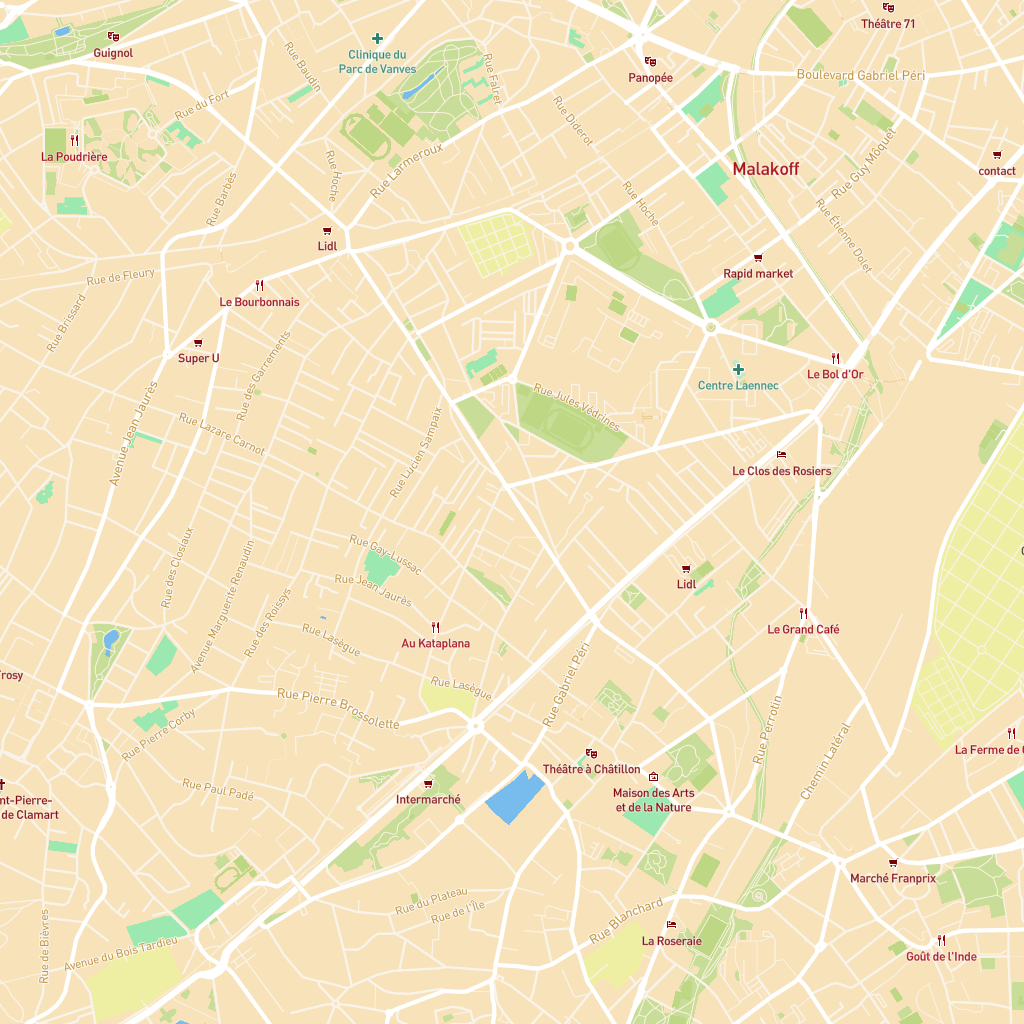 Théâtre 71
Guignol
Clinique du
Parc de Vanves
Panopée
Boulevard Gabriel Péri
Rue Baudin
Rue Falret
Rue du Fort
Rue Diderot
La Poudrière
Rue Larmeroux
Rue Hoche
Rue Barbès
Malakoff
Rue Guy Môquet
contact
Rue Hoche
Rue Étienne Dolet
Lidl
Rapid market
Rue de Fleury
Le Bourbonnais
Rue Brissard
Super U
Rue des Garrements
Le Bol d'Or
Centre Laennec
Rue Jules Védrines
Avenue Jean Jaurès
Rue Lazare Carnot
Rue Lucien Sampaix
Le Clos des Rosiers
Rue Gay-Lussac
Rue des Closiaux
Avenue Marguerite Renaudin
Rue Jean Jaurès
Lidl
Rue des Roissys
Rue Lasègue
Au Kataplana
Le Grand Café
rosy
Rue Lasègue
Rue Pierre Brossolette
Rue Gabriel Péri
Rue Pierre Corby
Rue Perrotin
Chemin Latéral
La Ferme de
Théâtre à Châtillon
Maison des Arts
et de la Nature
Rue Paul Padé
Intermarché
nt-Pierre-
de Clamart
Marché Franprix
Rue du Plateau
Rue de l'Île
Rue Blanchard
La Roseraie
Rue de Bièvres
Avenue du Bois Tardieu
Goût de l'Inde